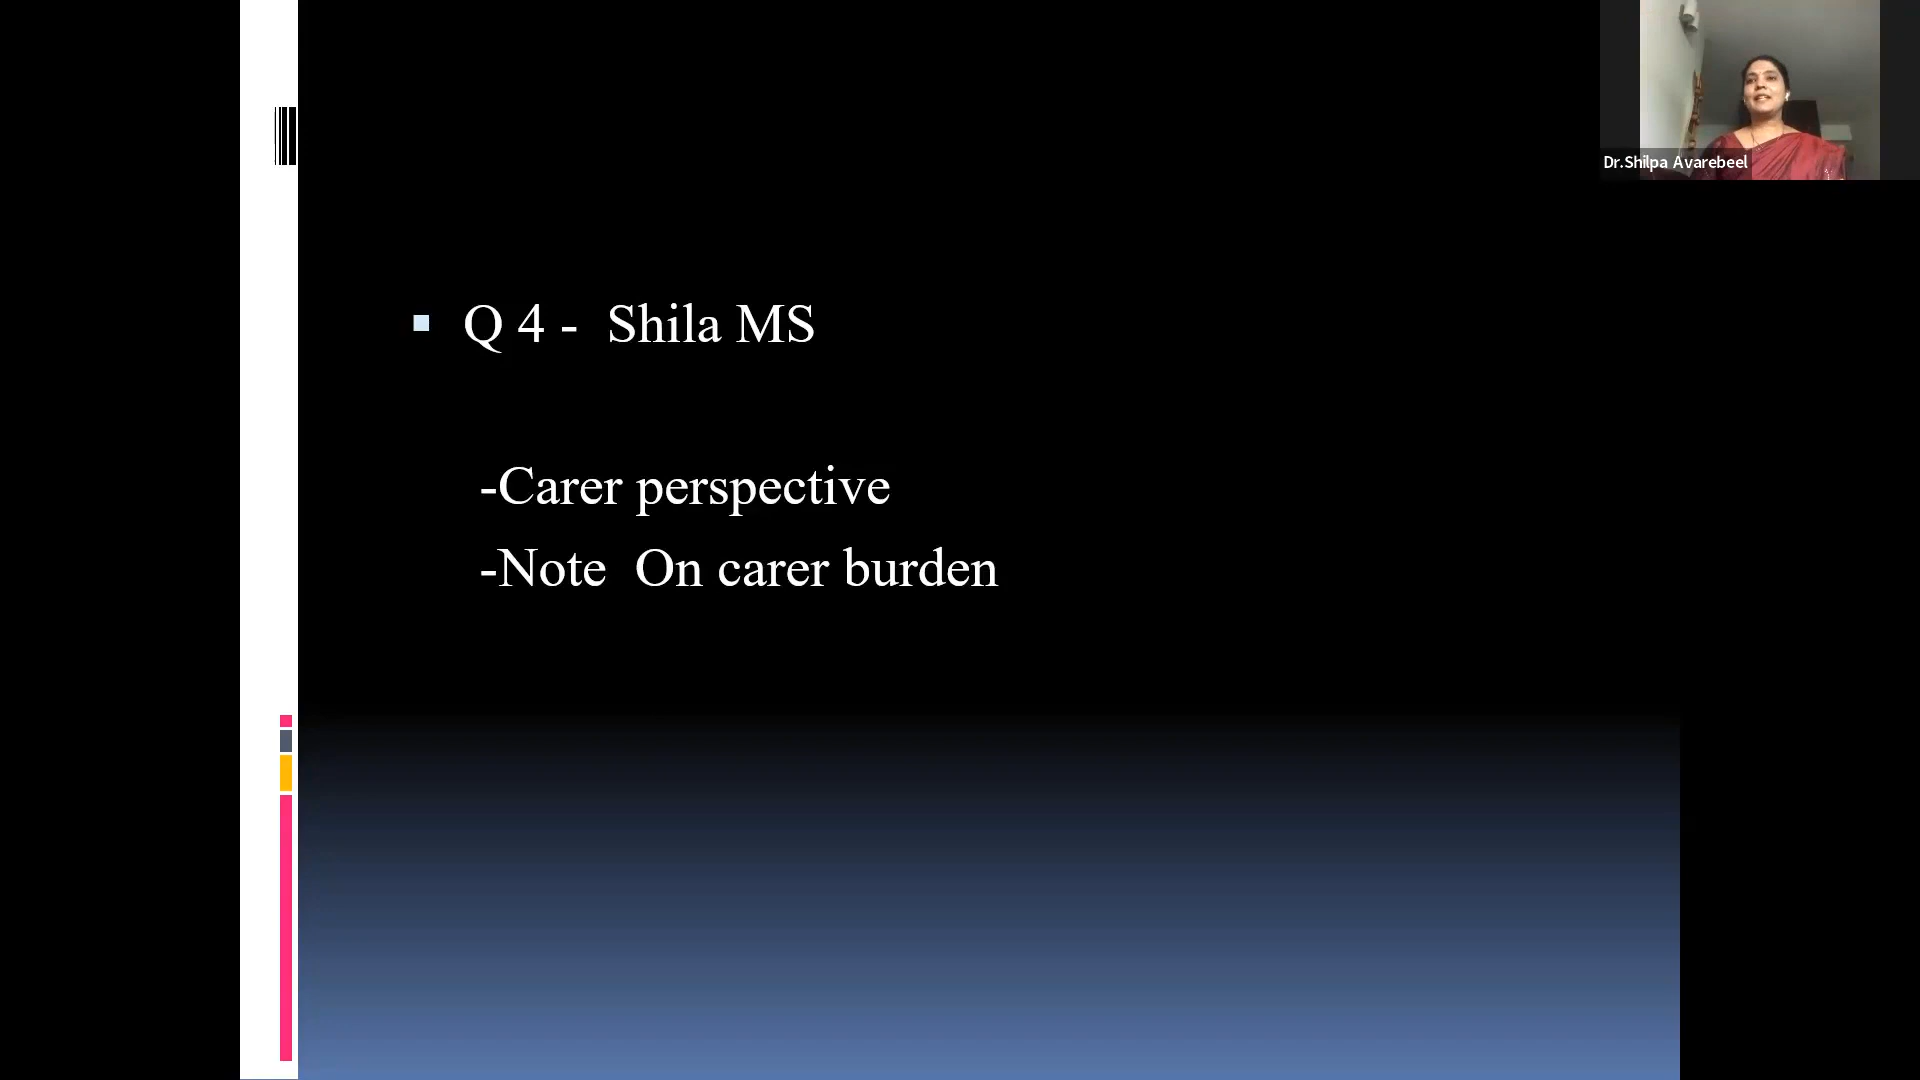 Dr.Shilpa Avarebeel
Q 4 - Shila MS
-Carer perspective
-Note On carer burden